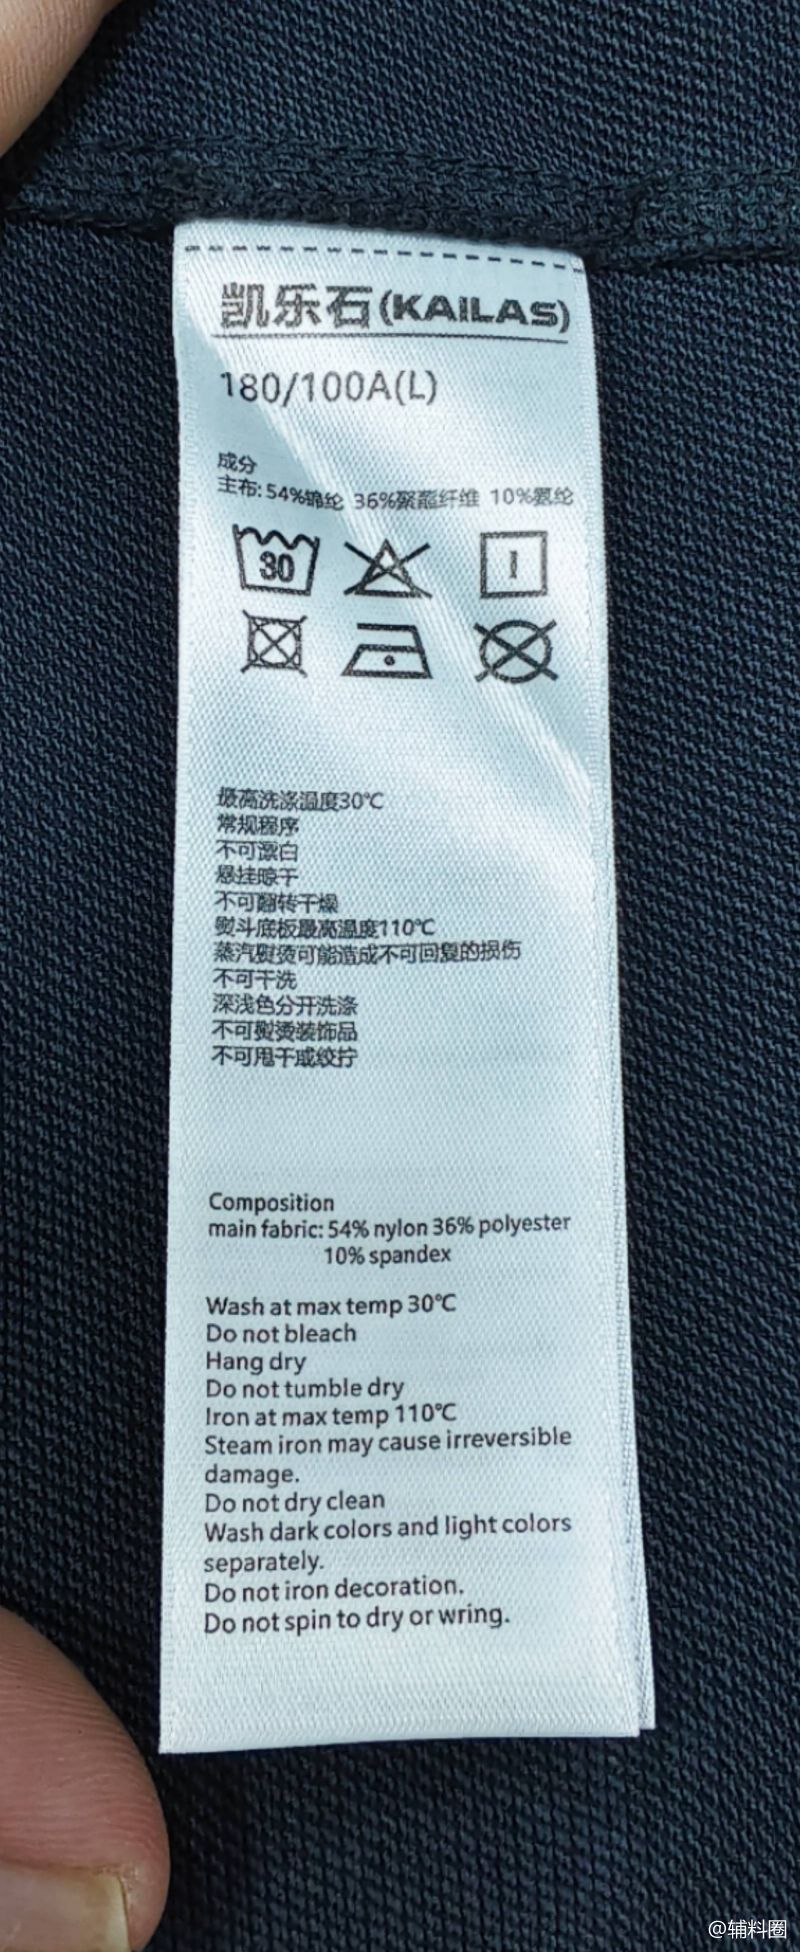 凯乐石(KAILAS)
180/100A(L)
成分
主布: 54%锦纶 36%聚酯纤维 10%氨纶
30
最高洗涤温度30℃
常规程序
不可漂白
悬挂晾干
不可翻转干燥
熨斗底板最高温度110℃
蒸汽熨烫可能造成不可回复的损伤
不可干洗
深浅色分开洗涤
不可熨烫装饰品
不可甩干或绞拧
Composition
main fabric: 54% nylon 36% polyester
10% spandex
Wash at max temp 30℃
Do not bleach
Hang dry
Do not tumble dry
Iron at max temp 110℃
Steam iron may cause irreversible
damage.
Do not dry clean
Wash dark colors and light colors
separately.
Do not iron decoration.
Do not spin to dry or wring.
@辅料圈